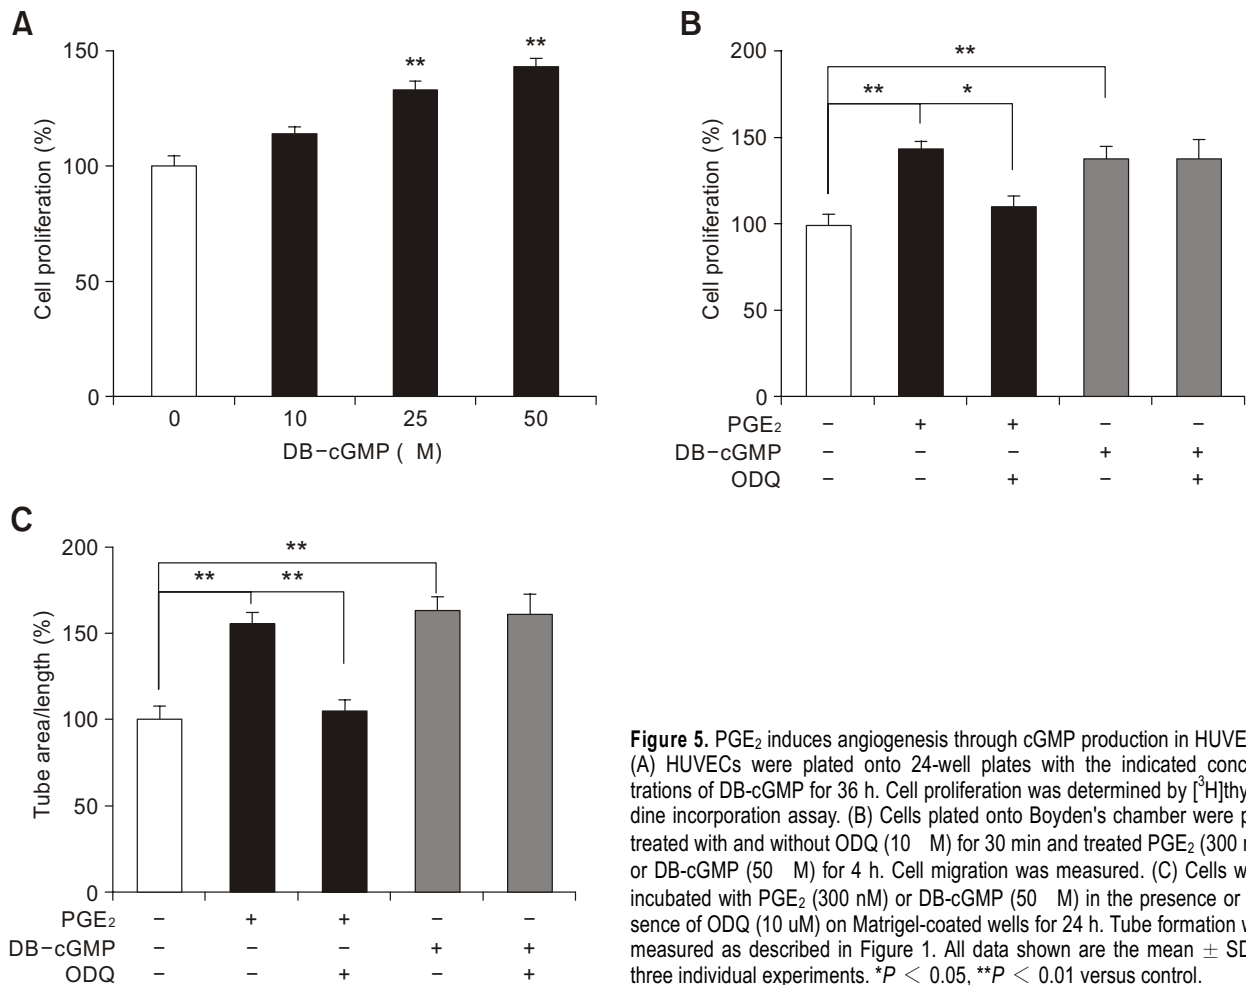 A
150
100
50
0
Cell proliferation (%)
**
**
0 10 25 50
DB-cGMP ( M)
B
200
150
100
50
0
Cell proliferation (%)
**
** *
PGE2 − + + − −
DB-cGMP − − − + +
ODQ − − + − +
C
200
150
100
50
0
Tube area/length (%)
**
** **
PGE2 − + + − −
DB-cGMP − − − + +
ODQ − − + − +
Figure 5. PGE2 induces angiogenesis through cGMP production in HUVE
(A) HUVECs were plated onto 24-well plates with the indicated conc
trations of DB-cGMP for 36 h. Cell proliferation was determined by [3H]thy
dine incorporation assay. (B) Cells plated onto Boyden's chamber were p
treated with and without ODQ (10 M) for 30 min and treated PGE2 (300 n
or DB-cGMP (50 M) for 4 h. Cell migration was measured. (C) Cells w
incubated with PGE2 (300 nM) or DB-cGMP (50 M) in the presence or
sence of ODQ (10 uM) on Matrigel-coated wells for 24 h. Tube formation w
measured as described in Figure 1. All data shown are the mean ± SD
three individual experiments. *P < 0.05, **P < 0.01 versus control.